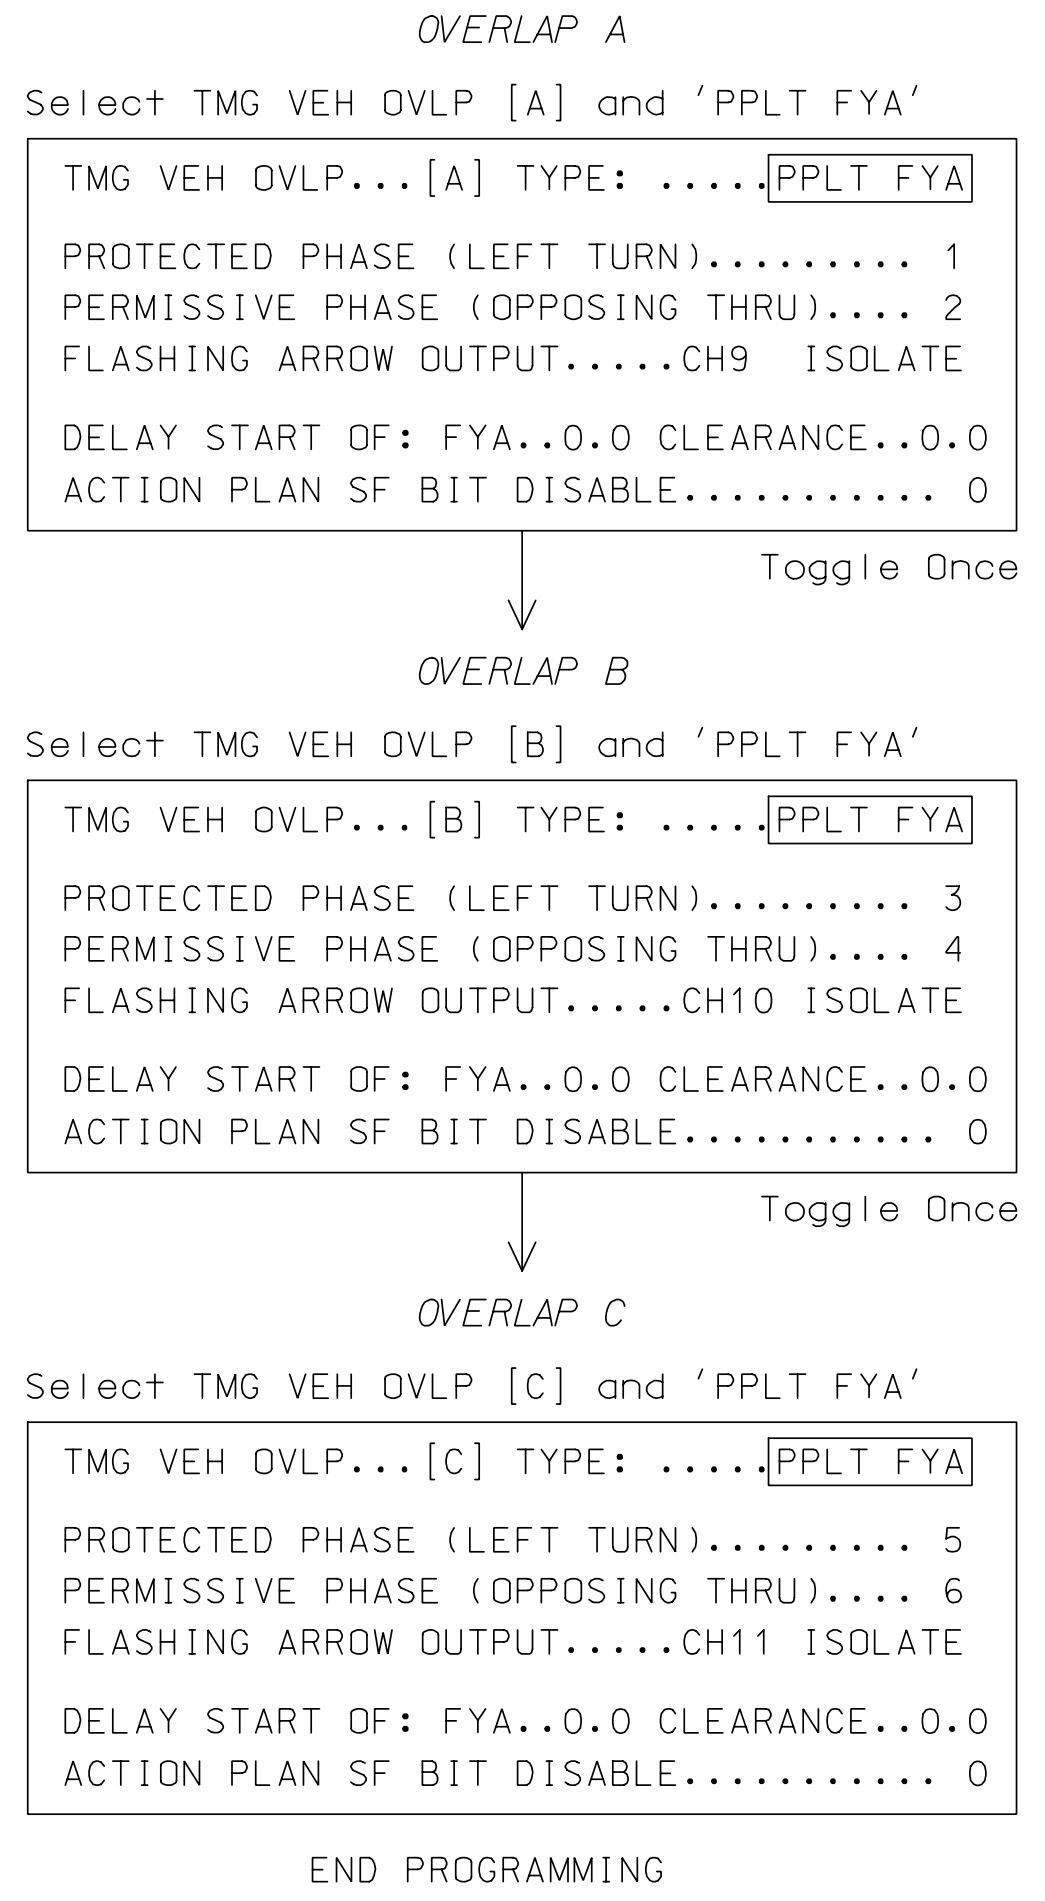 OVERLAP A
Select TMG VEH OVLP [A] and 'PPLT FYA'
TMG VEH OVLP...[A] TYPE: .....PPLT FYA
PROTECTED PHASE (LEFT TURN)......... 1
PERMISSIVE PHASE (OPPOSING THRU).... 2
FLASHING ARROW OUTPUT.....CH9 ISOLATE
DELAY START OF: FYA..0.0 CLEARANCE..0.0
ACTION PLAN SF BIT DISABLE........... 0
Toggle Once
OVERLAP B
Select TMG VEH OVLP [B] and 'PPLT FYA'
TMG VEH OVLP...[B] TYPE: .....PPLT FYA
PROTECTED PHASE (LEFT TURN)......... 3
PERMISSIVE PHASE (OPPOSING THRU).... 4
FLASHING ARROW OUTPUT.....CH10 ISOLATE
DELAY START OF: FYA..0.0 CLEARANCE..0.0
ACTION PLAN SF BIT DISABLE........... 0
Toggle Once
OVERLAP C
Select TMG VEH OVLP [C] and 'PPLT FYA'
TMG VEH OVLP...[C] TYPE: .....PPLT FYA
PROTECTED PHASE (LEFT TURN)......... 5
PERMISSIVE PHASE (OPPOSING THRU).... 6
FLASHING ARROW OUTPUT.....CH11 ISOLATE
DELAY START OF: FYA..0.0 CLEARANCE..0.0
ACTION PLAN SF BIT DISABLE........... 0
END PROGRAMMING